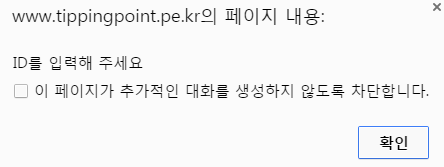 www.tippingpoint.pe.kr의 페이지 내용:
ID를 입력해 주세요
이 페이지가 추가적인 대화를 생성하지 않도록 차단합니다.
확인